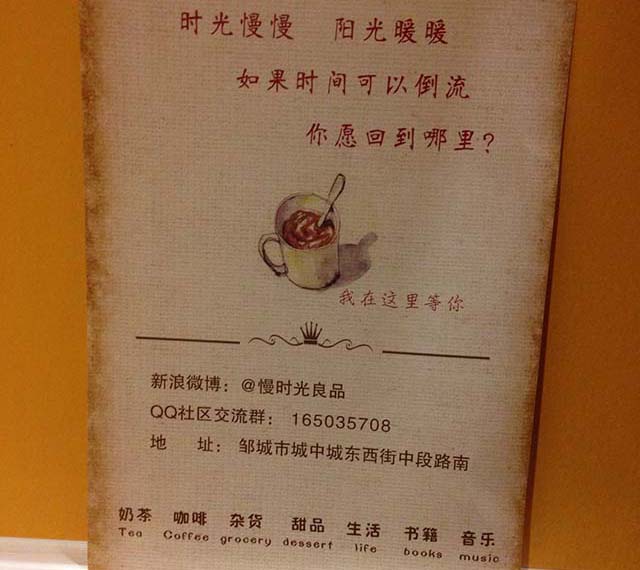 时光慢慢 阳光暖暖
如果时间可以倒流
你愿回到哪里?
我在这里等你
新浪微博: @慢时光良品
QQ社区交流群: 165035708
地 址: 邹城市城中城东西街中段路南
奶茶 咖啡 杂货 甜品 生活 书籍 音乐
Tea Coffee grocery dessert life books music